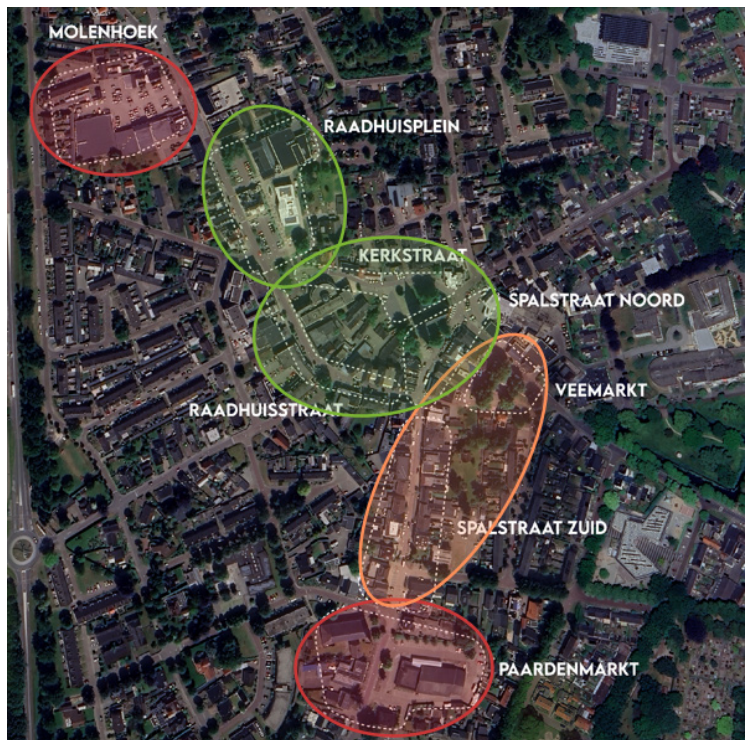 MOLENHOEK
RAADHUISPLEIN
KERKSTRAAT
SPALSTRAAT NOORD
VEEMARKT
RAADHUISSTRAAT
SPALSTRAAT ZUID
PAARDENMARKT